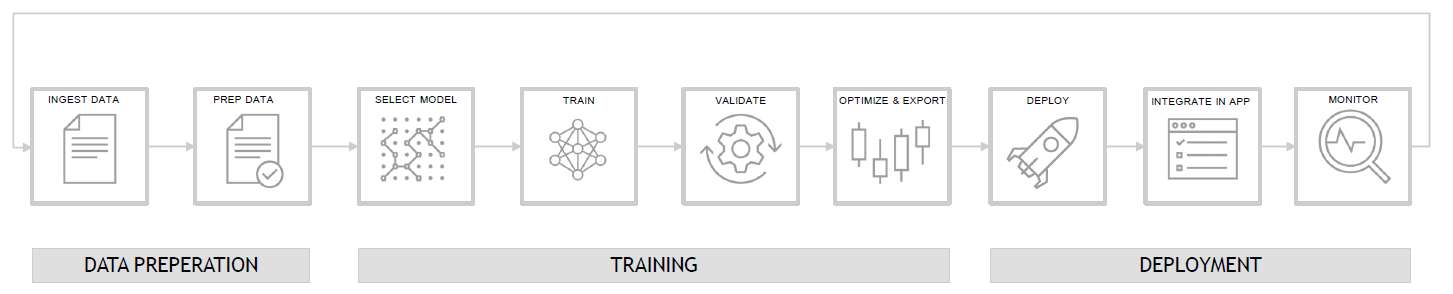 INGEST DATA
PREP DATA
SELECT MODEL
TRAIN
VALIDATE
OPTIMIZE & EXPORT
DEPLOY
INTEGRATE IN APP
MONITOR
DATA PREPERATION
TRAINING
DEPLOYMENT